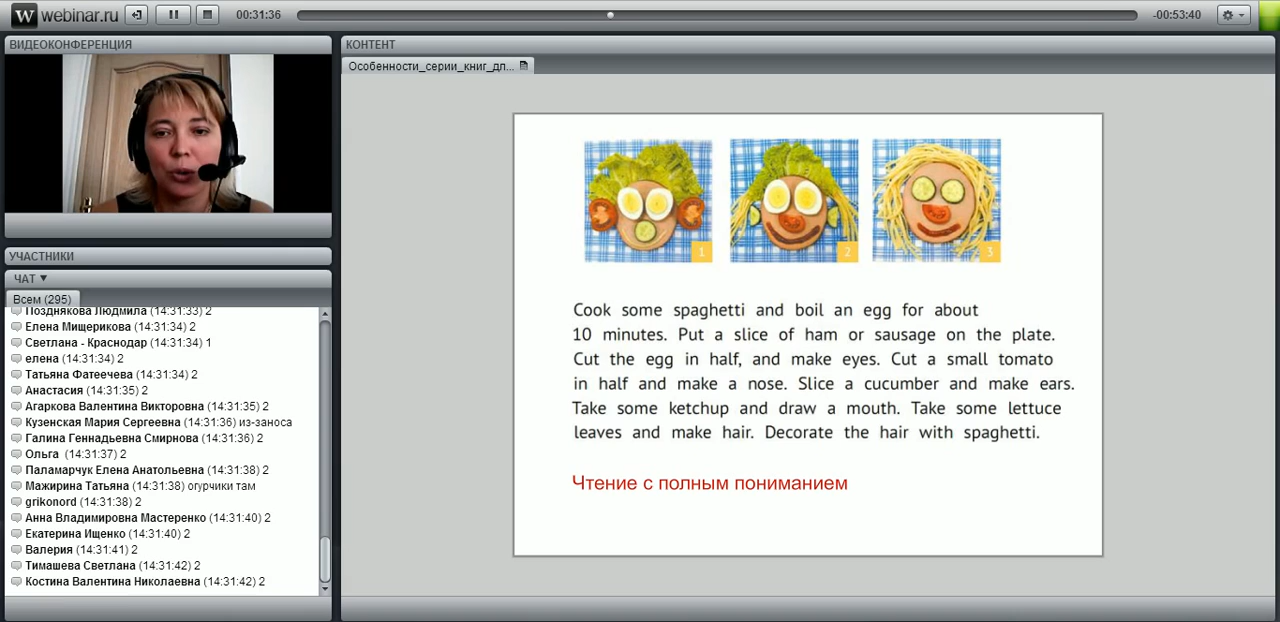 W webinar.ru
00:31:36
-00:53:40
ВИДЕОКОНФЕРЕНЦИЯ
УЧАСТНИКИ
ЧАТ
Всем (295)
Позднякова Людмила (14:31:33) 2
Елена Мищерикова (14:31:34) 2
Светлана - Краснодар (14:31:34) 1
елена (14:31:34) 2
Татьяна Фатеечева (14:31:34) 2
Анастасия (14:31:35) 2
Агаркова Валентина Викторовна (14:31:35) 2
Кузенская Мария Сергеевна (14:31:36) из-заноса
Галина Геннадьевна Смирнова (14:31:36) 2
Ольга (14:31:37) 2
Паламарчук Елена Анатольевна (14:31:38) 2
Мажирина Татьяна (14:31:38) огурчики там
grikonord (14:31:38) 2
Анна Владимировна Мастеренко (14:31:40) 2
Екатерина Ищенко (14:31:40) 2
Валерия (14:31:41) 2
Тимашева Светлана (14:31:42) 2
Костина Валентина Николаевна (14:31:42) 2
КОНТЕНТ
Особенности_серии_книг_дл...
1
2
3
Cook some spaghetti and boil an egg for about
10 minutes. Put a slice of ham or sausage on the plate.
Cut the egg in half, and make eyes. Cut a small tomato
in half and make a nose. Slice a cucumber and make ears.
Take some ketchup and draw a mouth. Take some lettuce
leaves and make hair. Decorate the hair with spaghetti.
Чтение с полным пониманием